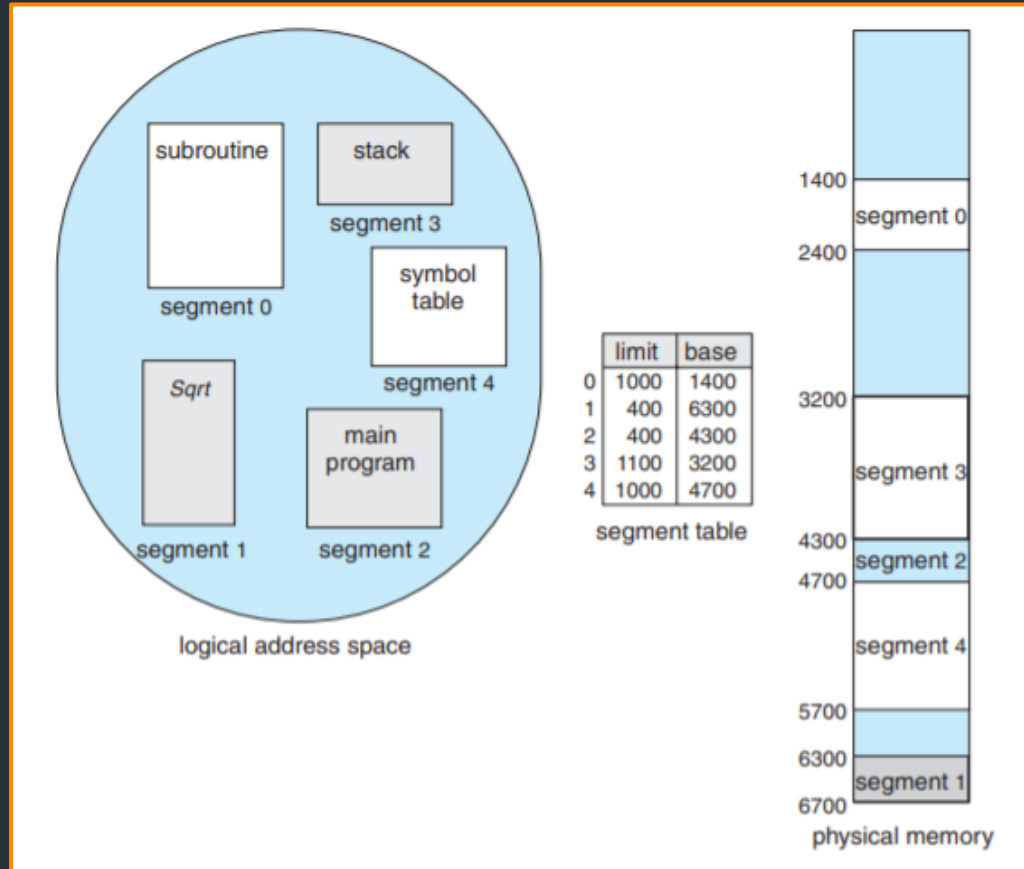 subroutine
segment 0
stack
segment 3
symbol
table
segment 4
Sqrt
segment 1
main
program
segment 2
logical address space
limit base
0 1000 1400
1 400 6300
2 400 4300
3 1100 3200
4 1000 4700
segment table
1400
segment 0
2400
3200
segment 3
4300
segment 2
4700
segment 4
5700
6300
segment 1
6700
physical memory